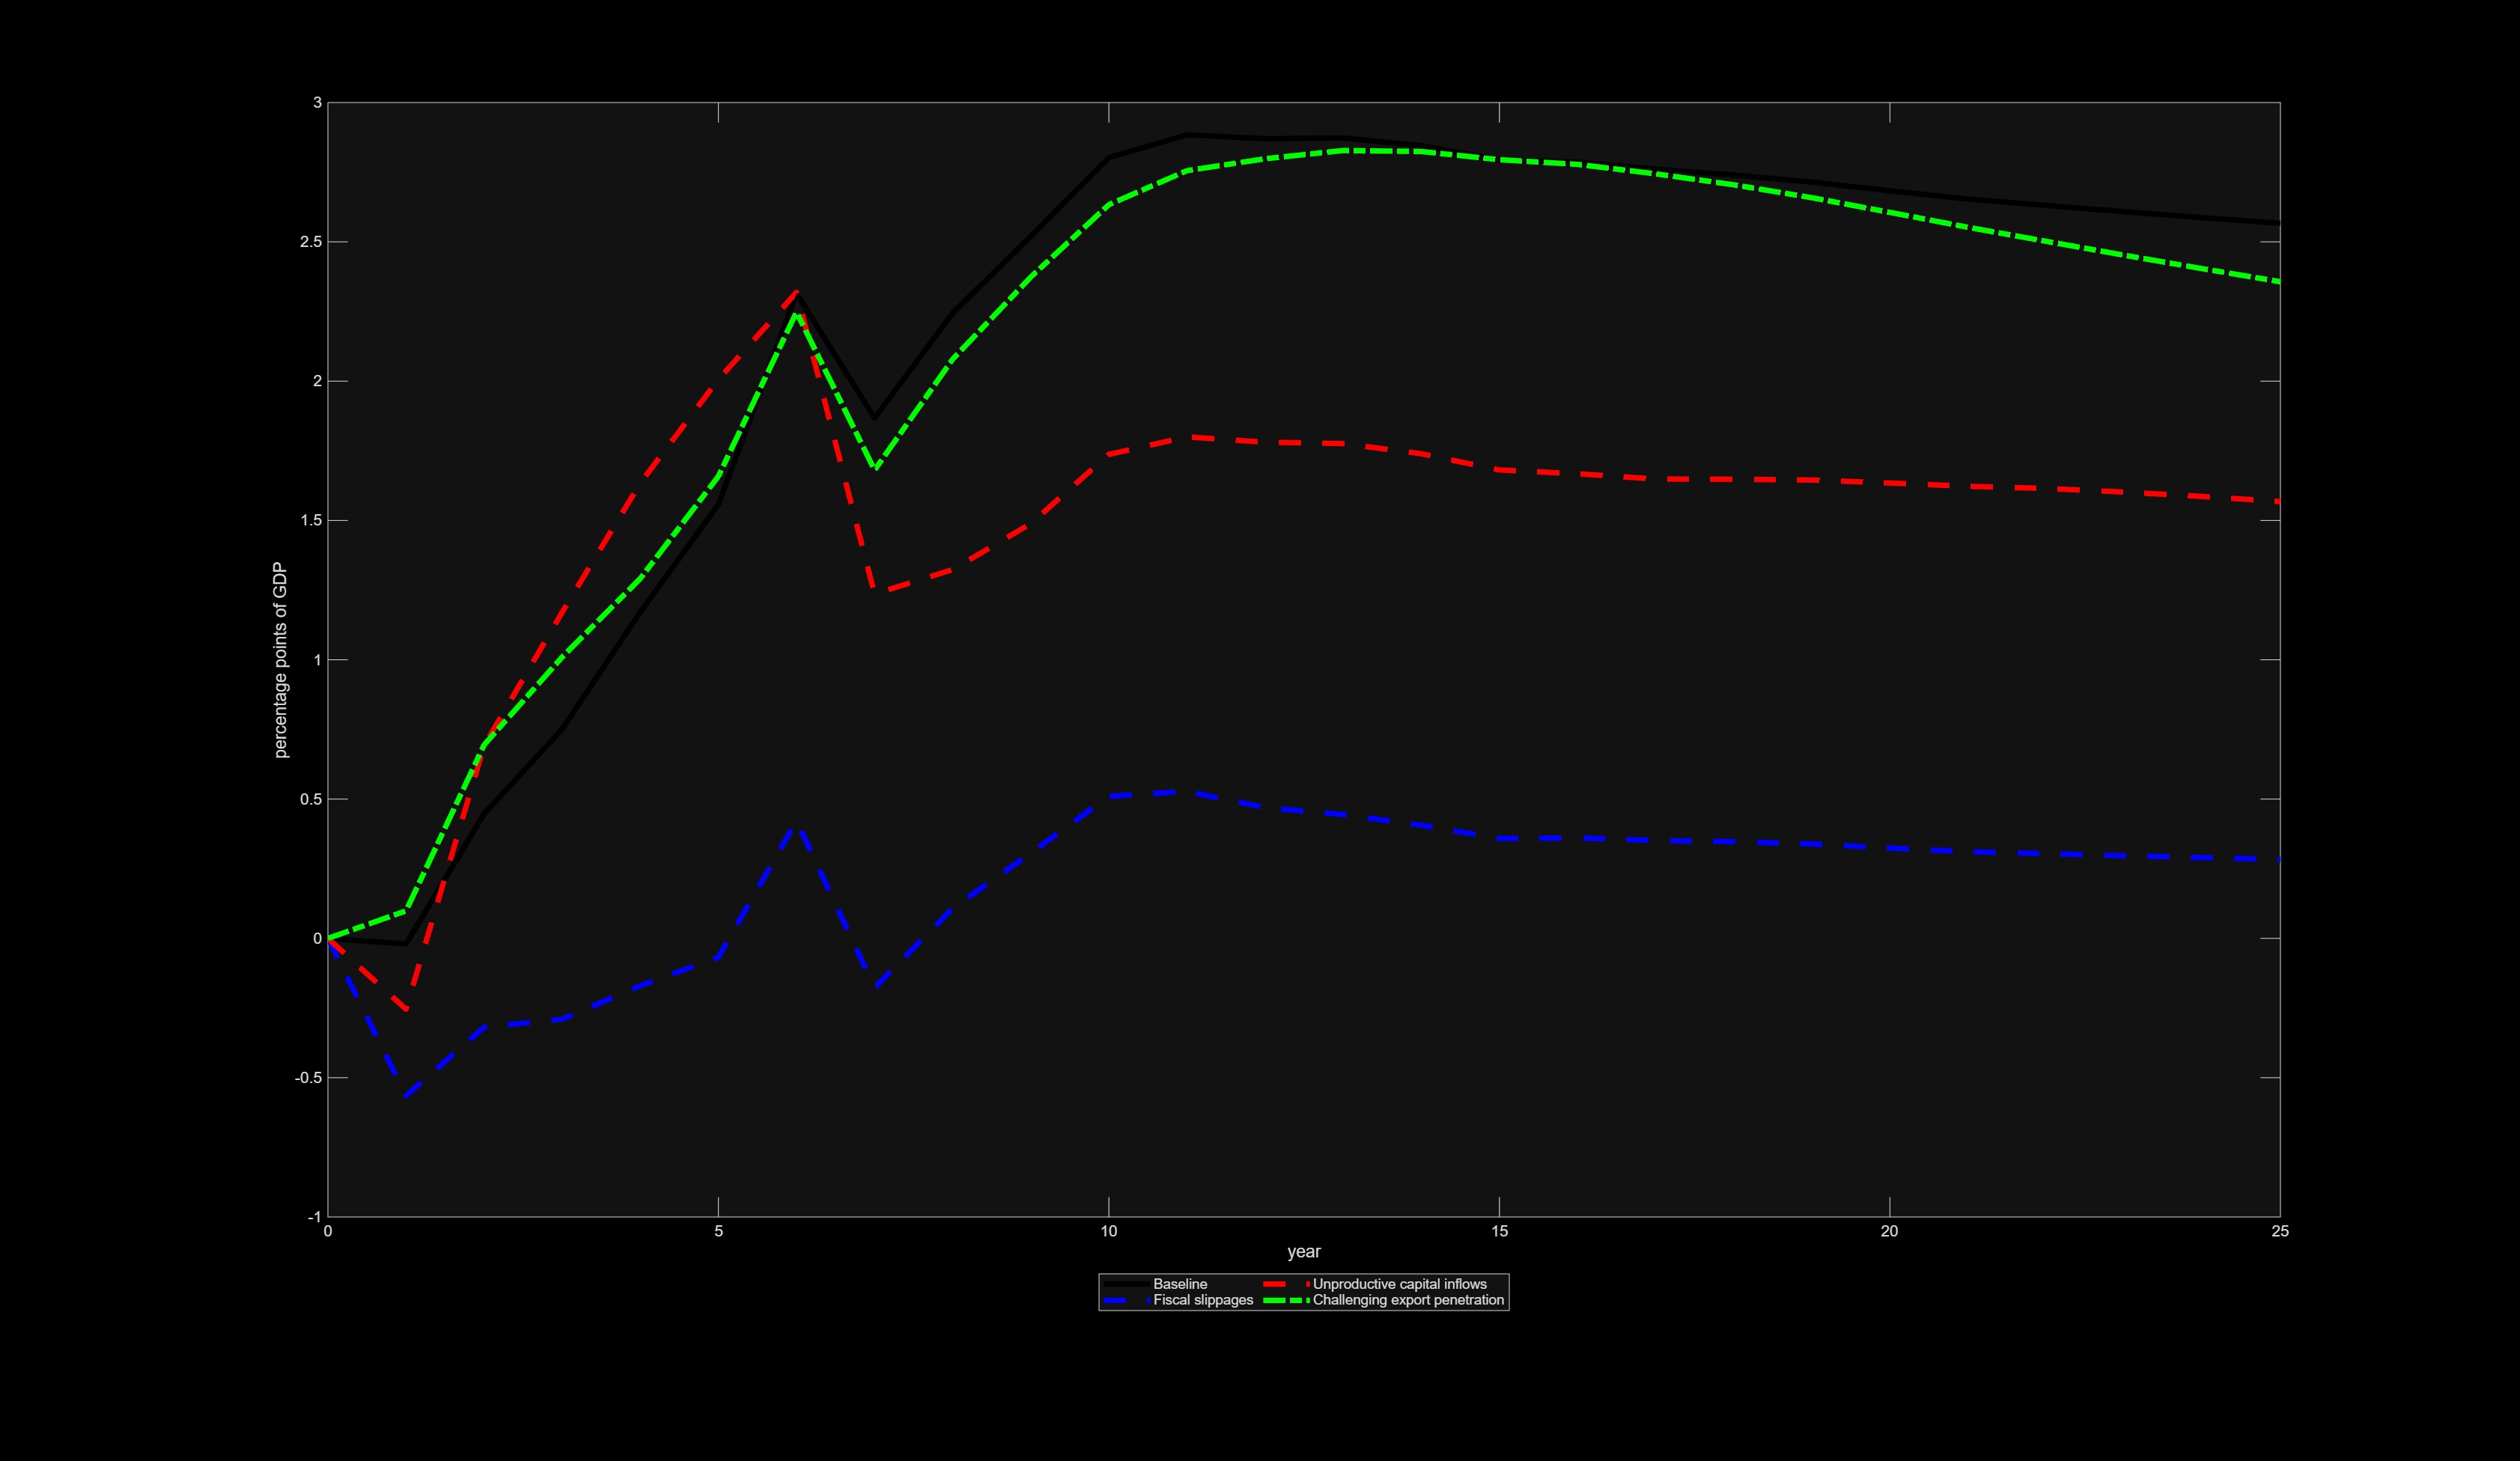 3
2.5
2
1.5
1
0.5
0
-0.5
-1
percentage points of GDP
0 5 10 15 20 25
year
Baseline Unproductive capital inflows
Fiscal slippages Challenging export penetration